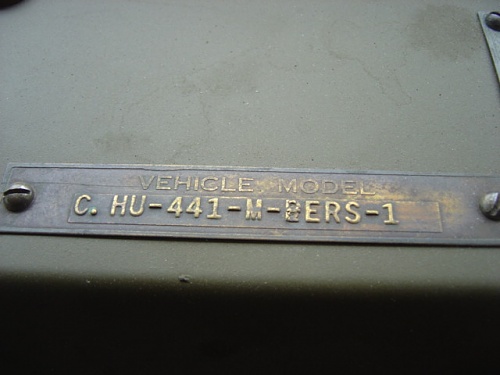 VEHICLE MODEL
C. HU-441-M-BERS-1